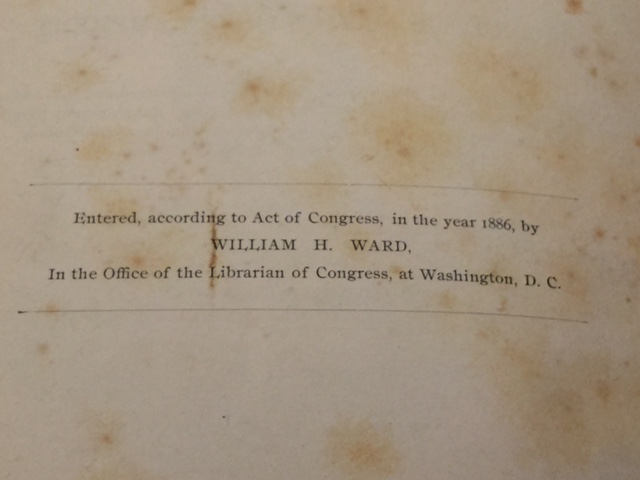 Entered, according to Act of Congress, in the year 1886, by
WILLIAM H. WARD,
In the Office of the Librarian of Congress, at Washington, D. C.